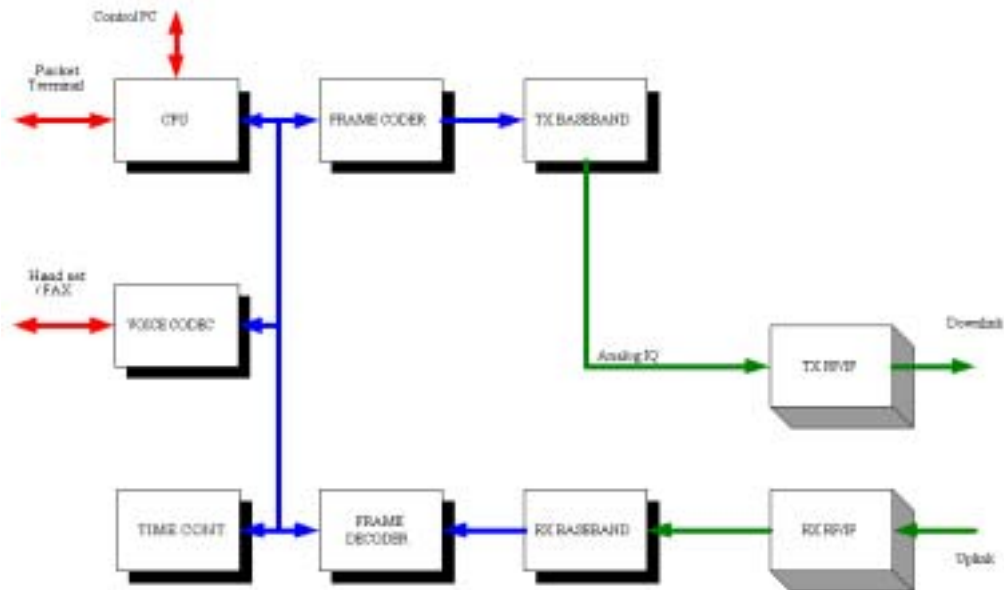 Control PC
Packet
Terminal
CPU
FRAME CODER
TX BASEBAND
Hand set
/ FAX
VOICE CODEC
Analog IQ
TX RF/IF
Downlink
TIME CONT
FRAME
DECODER
RX BASEBAND
RX RF/IF
Uplink